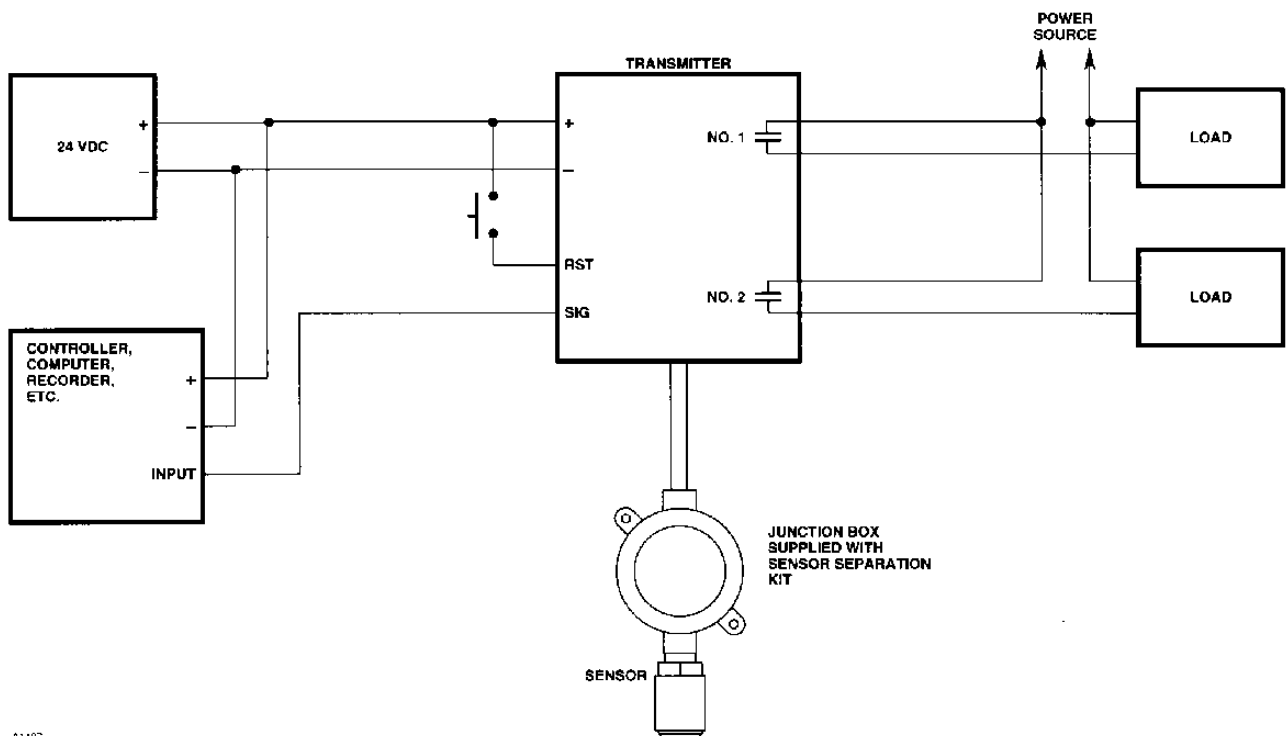 POWER
SOURCE
TRANSMITTER
24 VDC
+
−
+
−
NO. 1
LOAD
RST
SIG
NO. 2
LOAD
CONTROLLER,
COMPUTER,
RECORDER,
ETC.
+
−
INPUT
JUNCTION BOX
SUPPLIED WITH
SENSOR SEPARATION
KIT
SENSOR